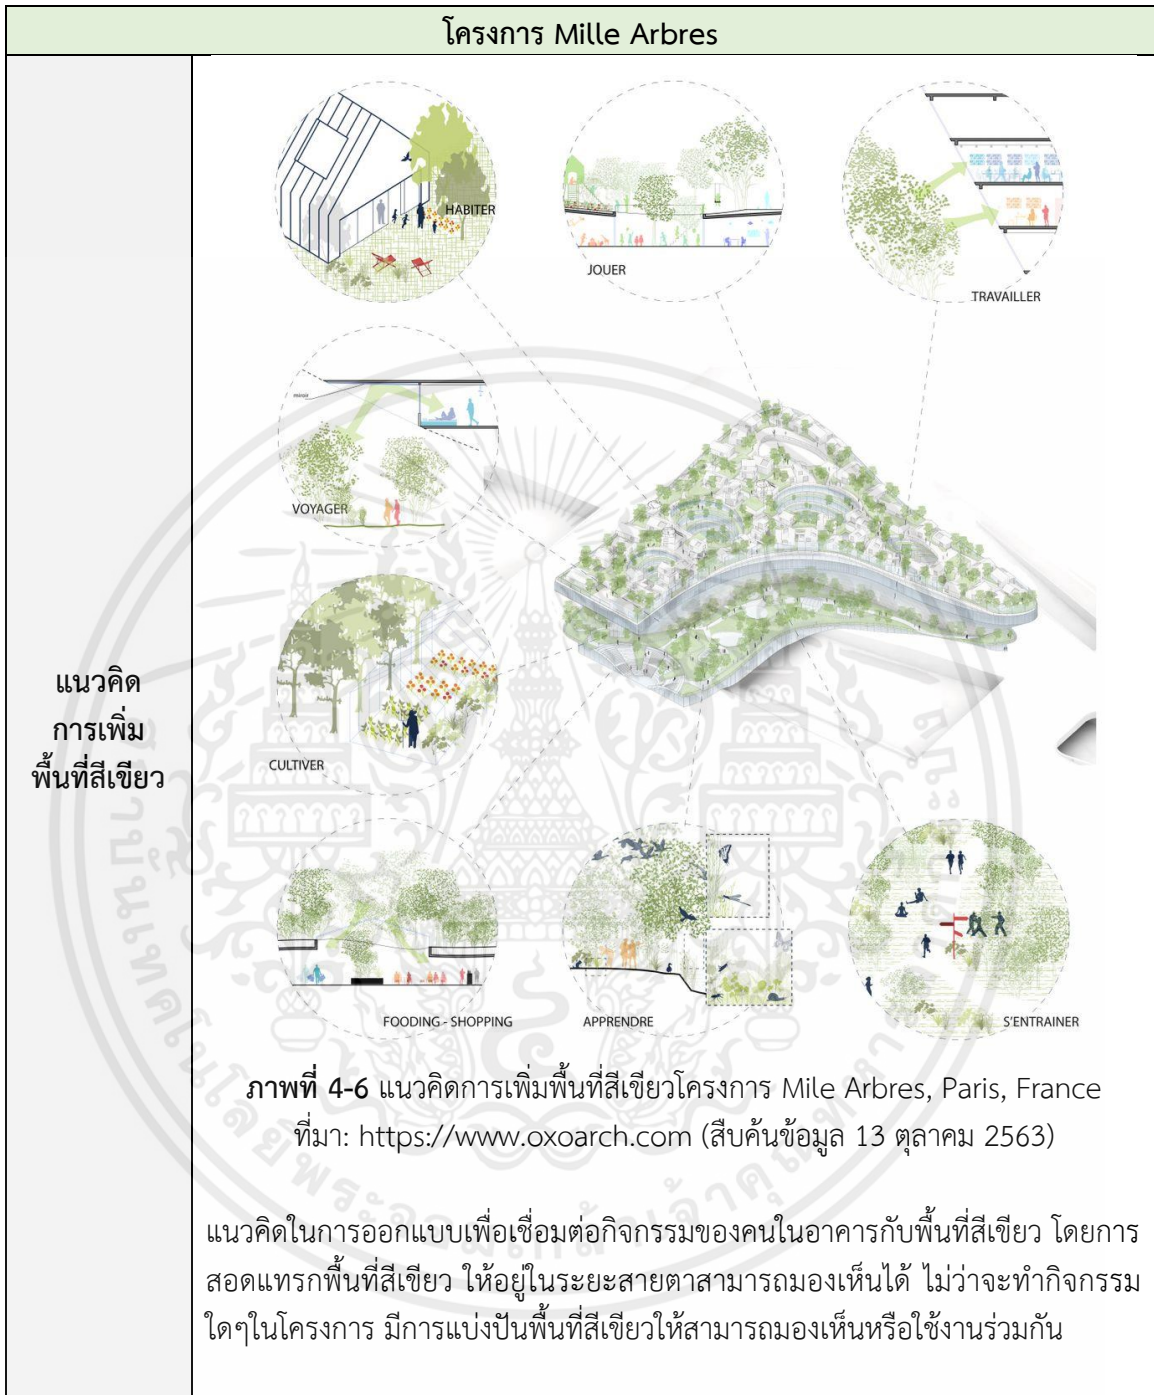 โครงการ Mille Arbres
แนวคิด
การเพิ่ม
พื้นที่สีเขียว
HABITER
JOUER
TRAVAILLER
miroir
VOYAGER
CULTIVER
FOODING - SHOPPING
APPRENDRE
S'ENTRAINER
ภาพที่ 4-6 แนวคิดการเพิ่มพื้นที่สีเขียวโครงการ Mile Arbres, Paris, France
ที่มา: https://www.oxoarch.com (สืบค้นข้อมูล 13 ตุลาคม 2563)
แนวคิดในการออกแบบเพื่อเชื่อมต่อกิจกรรมของคนในอาคารกับพื้นที่สีเขียว โดยการ
สอดแทรกพื้นที่สีเขียว ให้อยู่ในระยะสายตาสามารถมองเห็นได้ ไม่ว่าจะทำกิจกรรม
ใดๆในโครงการ มีการแบ่งปันพื้นที่สีเขียวให้สามารถมองเห็นหรือใช้งานร่วมกัน